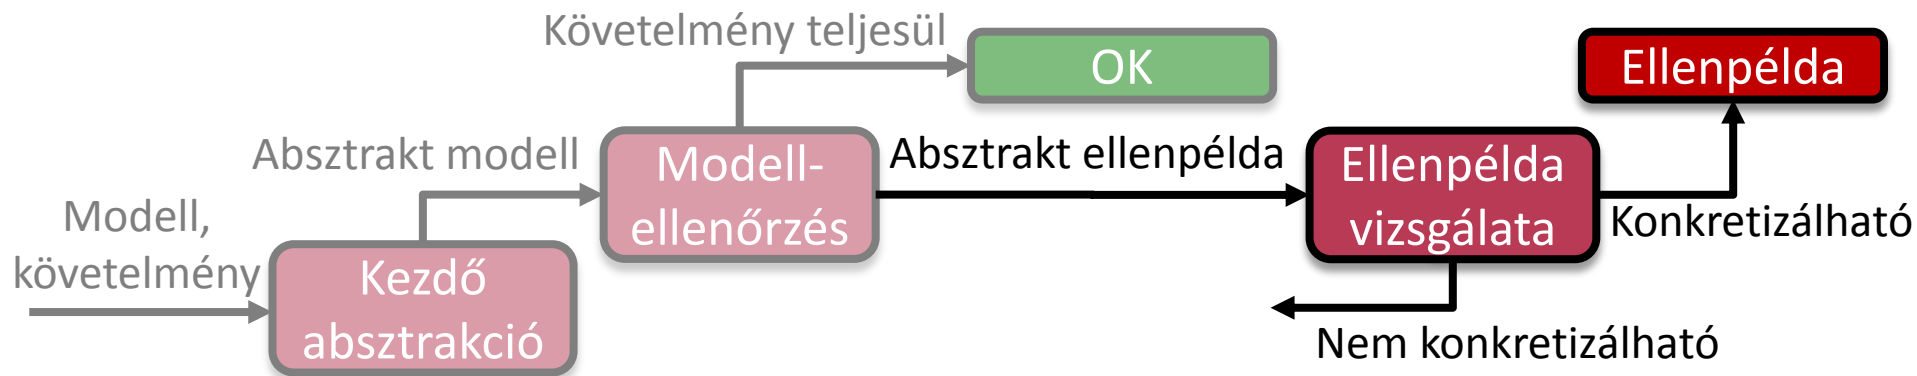 Követelmény teljesül
OK
Ellenpélda
Absztrakt modell
Modell-
ellenőrzés
Absztrakt ellenpélda
Ellenpélda
vizsgálata
Konkretizálható
Modell,
követelmény
Kezdő
absztrakció
Nem konkretizálható